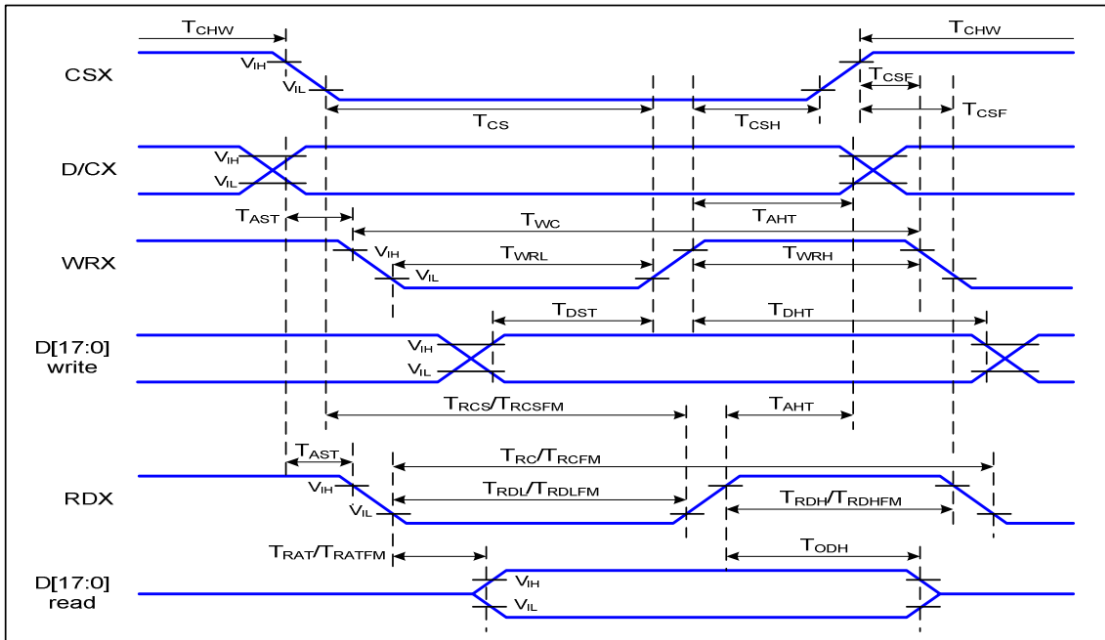 TCHW TCHW
CSX VIH TCSF
VIL TCS TCSH TCSF
D/CX VIH
VIL
TAST TWC TAHT
WRX VIH TWRL TWRH
VIL
TDST TDHT
D[17:0] VIH
write VIL
TRCS/TRCSFM TAHT
TAST TRC/TRCFM
RDX VIH TRDL/TRDLFM TRDH/TRDHFM
VIL
TRAT/TRATFM TODH
D[17:0] VIH
read VIL